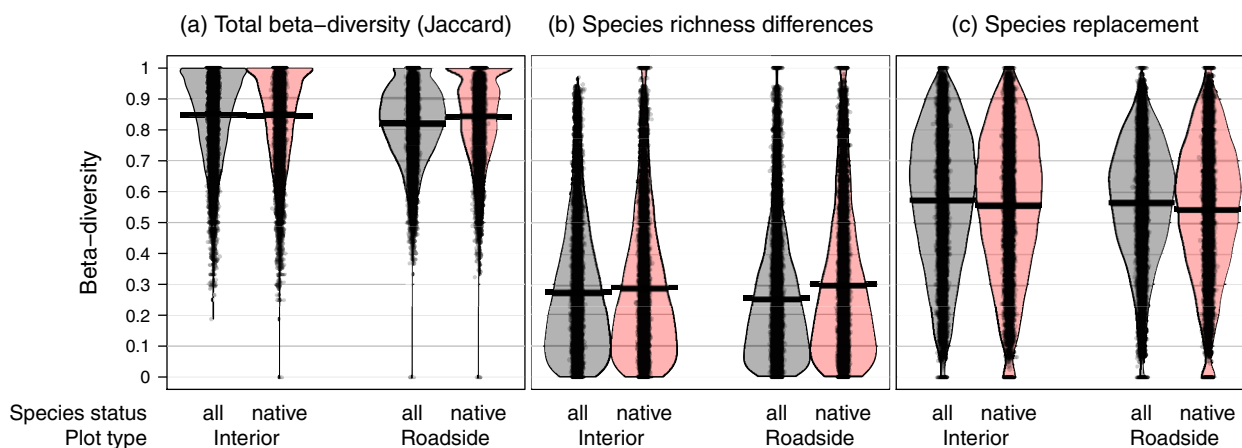 (a) Total beta−diversity (Jaccard)
(b) Species richness differences
(c) Species replacement
Beta−diversity
1
0.9
0.8
0.7
0.6
0.5
0.4
0.3
0.2
0.1
0
Species status all native all native all native all native all native all native
Plot type Interior Roadside Interior Roadside Interior Roadside